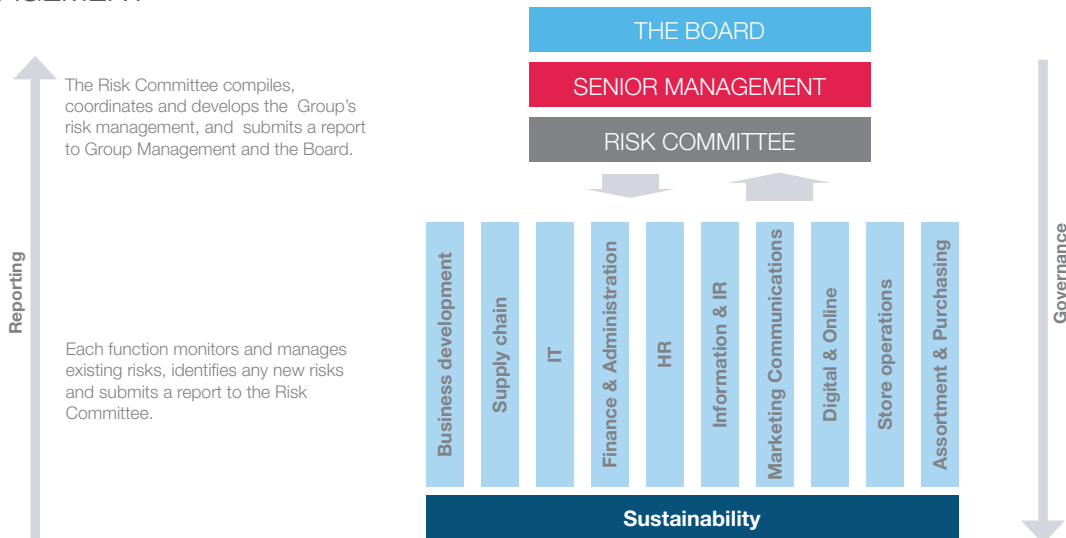 THE BOARD
SENIOR MANAGEMENT
RISK COMMITTEE
The Risk Committee compiles,
coordinates and develops the Group's
risk management, and submits a report
to Group Management and the Board.
Reporting
Governance
Each function monitors and manages
existing risks, identifies any new risks
and submits a report to the Risk
Committee.
Business development
Supply chain
IT
Finance & Administration
HR
Information & IR
Marketing Communications
Digital & Online
Store operations
Assortment & Purchasing
Sustainability